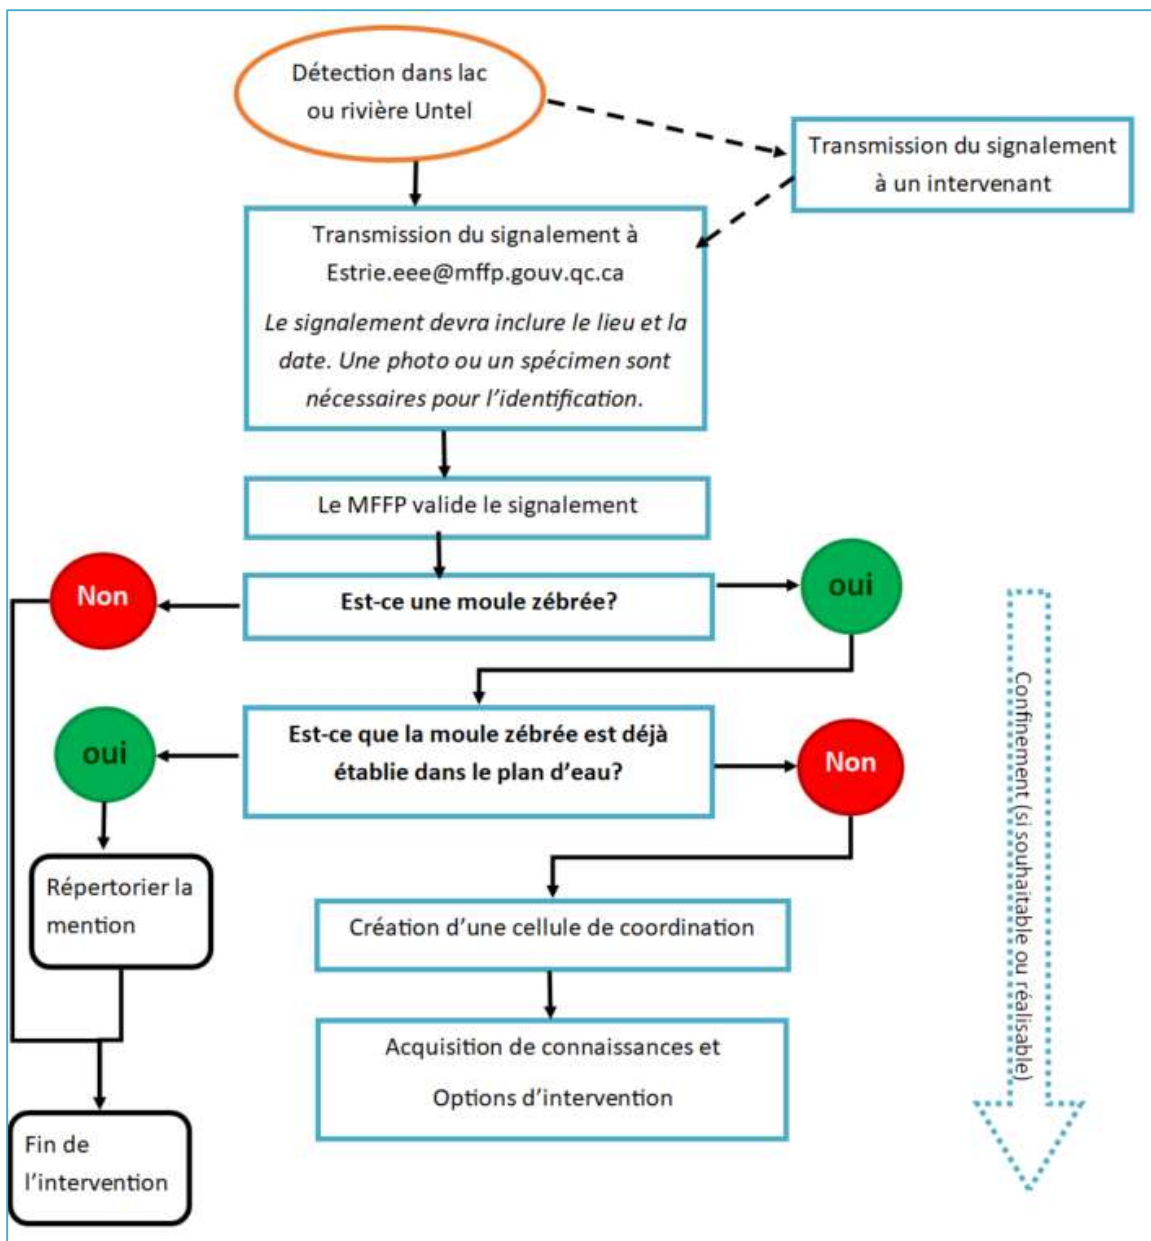 Détection dans lac
ou rivière Untel
Transmission du signalement
à un intervenant
Transmission du signalement à
Estrie.eee@mffp.gouv.qc.ca
Le signalement devra inclure le lieu et la
date. Une photo ou un spécimen sont
nécessaires pour l'identification.
Le MFFP valide le signalement
Non
Est-ce une moule zébrée?
oui
oui
Est-ce que la moule zébrée est déjà
établie dans le plan d'eau?
Non
Confinement (si souhaitable ou réalisable)
Répertorier la
mention
Création d'une cellule de coordination
Acquisition de connaissances et
Options d'intervention
Fin de
l'intervention